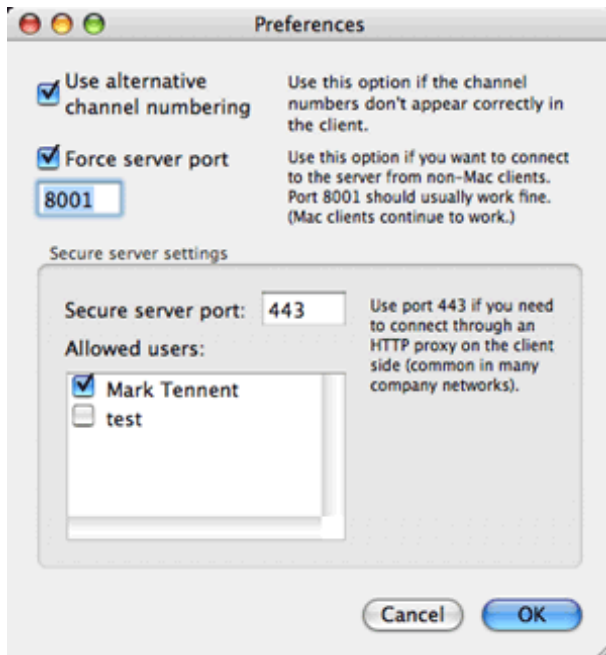 Preferences
Use alternative
channel numbering
Use this option if the channel
numbers don't appear correctly in
the client.
Force server port
8001
Use this option if you want to connect
to the server from non-Mac clients.
Port 8001 should usually work fine.
(Mac clients continue to work.)
Secure server settings
Secure server port: 443
Use port 443 if you need
to connect through an
HTTP proxy on the client
side (common in many
company networks).
Allowed users:
Mark Tennent
test
Cancel
OK